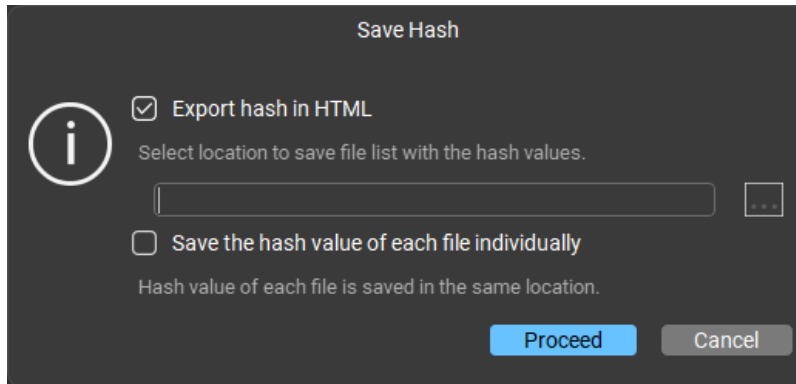 Save Hash
Export hash in HTML
Select location to save file list with the hash values.
...
Save the hash value of each file individually
Hash value of each file is saved in the same location.
Proceed
Cancel